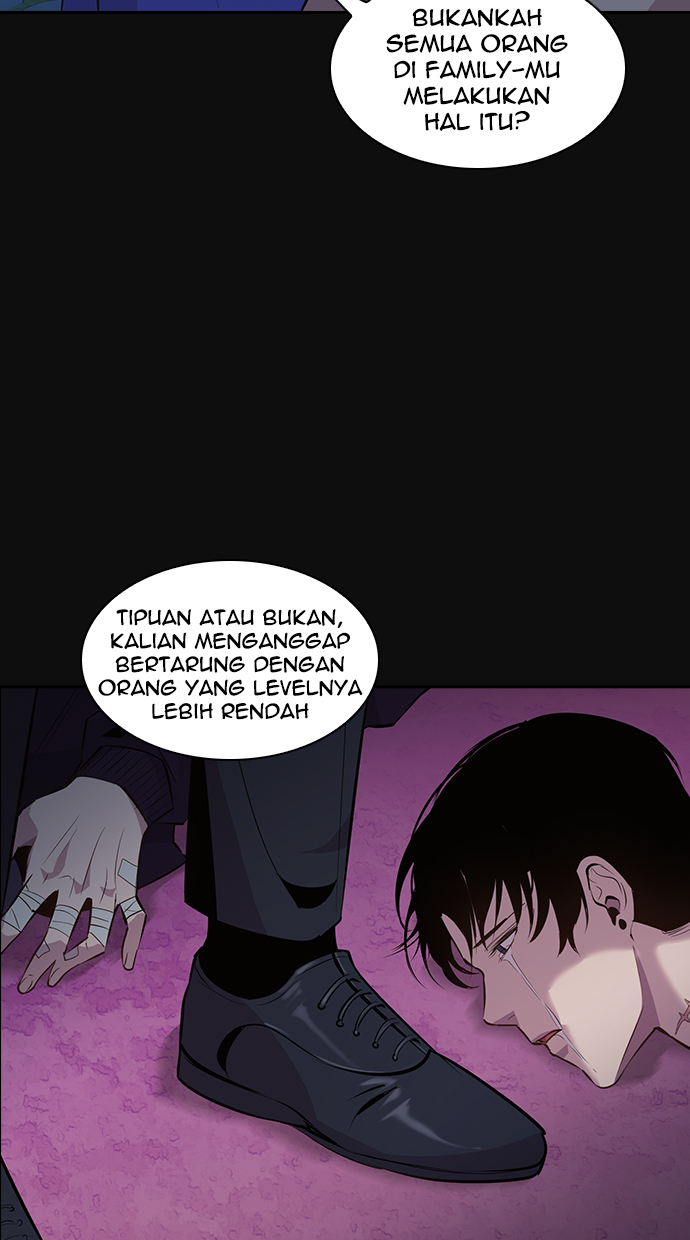 BUKANKAH
SEMUA ORANG
DI FAMILY-MU
MELAKUKAN
HAL ITU?
TIPUAN ATAU BUKAN,
KALIAN MENGANGGAP
BERTARUNG DENGAN
ORANG YANG LEVELNYA
LEBIH RENDAH